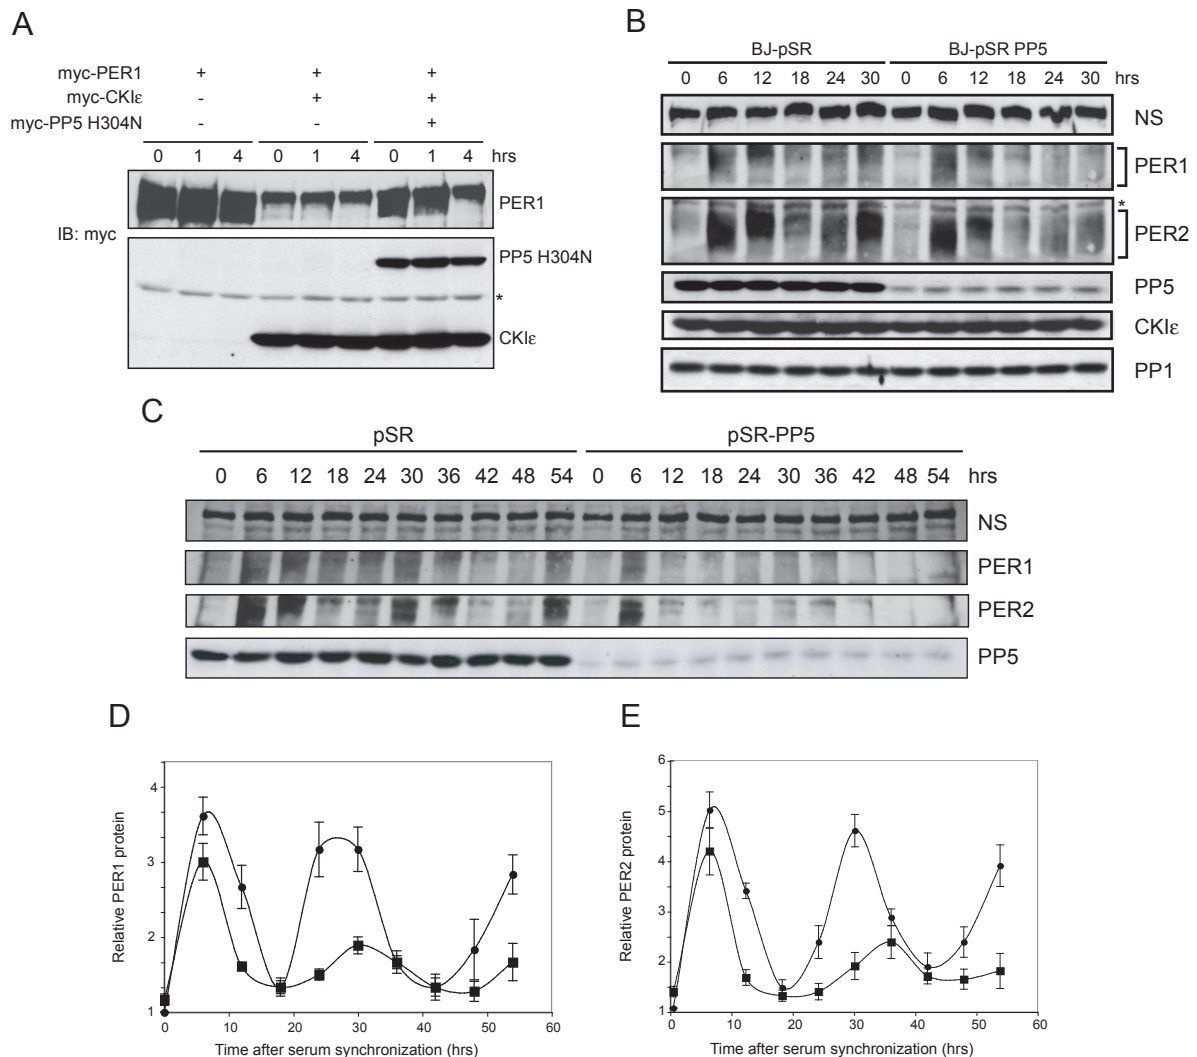 A
myc-PER1 + + +
myc-CKIε - + +
myc-PP5 H304N - - +
0 1 4 0 1 4 0 1 4 hrs
PER1
IB: myc
PP5 H304N
*
CKIε
B
BJ-pSR BJ-pSR PP5
0 6 12 18 24 30 0 6 12 18 24 30 hrs
NS
PER1
*
PER2
PP5
CKIε
PP1
C
pSR pSR-PP5
0 6 12 18 24 30 36 42 48 54 0 6 12 18 24 30 36 42 48 54 hrs
NS
PER1
PER2
PP5
D
Relative PER1 protein
4
3
2
1
0 10 20 30 40 50 60
Time after serum synchronization (hrs)
E
Relative PER2 protein
6
5
4
3
2
1
0 10 20 30 40 50 60
Time after serum synchronization (hrs)